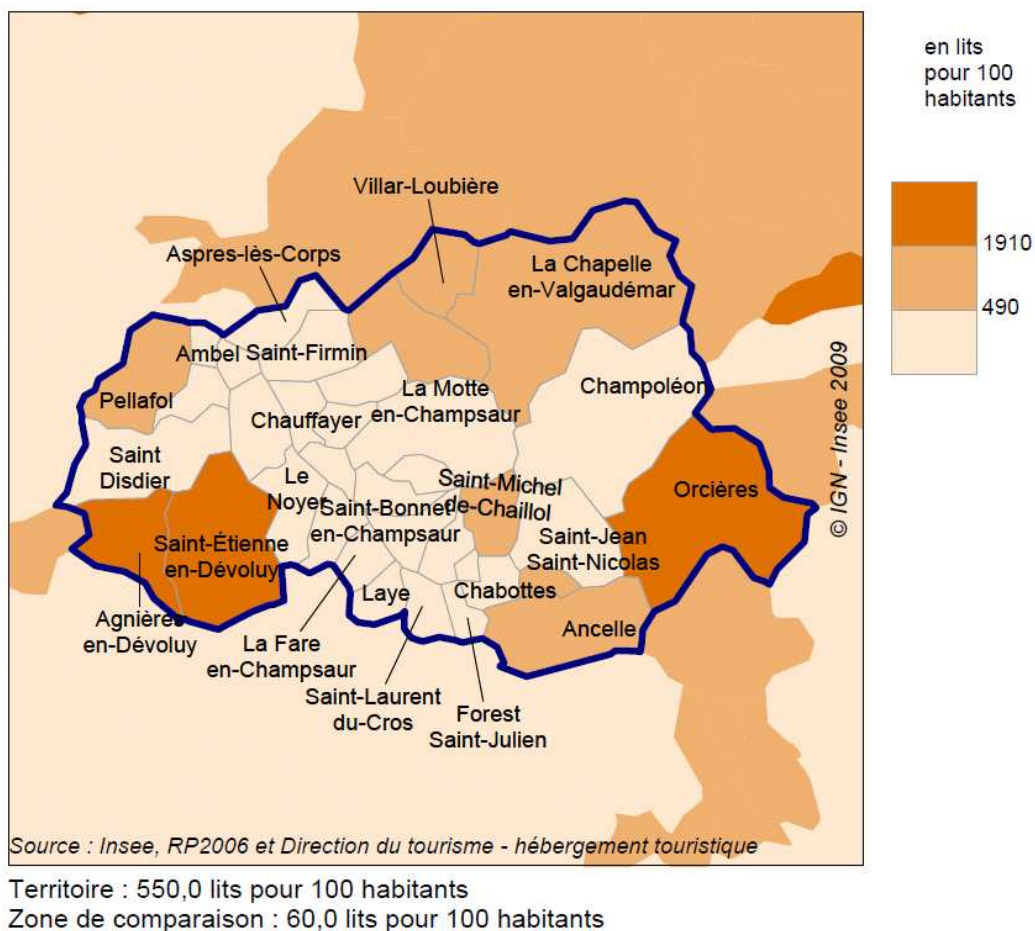 en lits
pour 100
habitants
1910
490
Villar-Loubière
Aspres-lès-Corps
La Chapelle
en-Valgaudémar
Ambel
Saint-Firmin
Champoléon
Pellafol
La Motte
en-Champsaur
Chauffayer
Saint
Disdier
Le
Noyer
Saint-Michel
de-Chaillol
Orcières
Saint-Bonnet
en-Champsaur
Saint-Étienne
en-Dévoluy
Saint-Jean
Saint-Nicolas
Laye
Chabottes
Agnières
en-Dévoluy
Ancelle
La Fare
en-Champsaur
Saint-Laurent
du-Cros
Forest
Saint-Julien
© IGN - Insee 2009
Source : Insee, RP2006 et Direction du tourisme - hébergement touristique
Territoire : 550,0 lits pour 100 habitants
Zone de comparaison : 60,0 lits pour 100 habitants